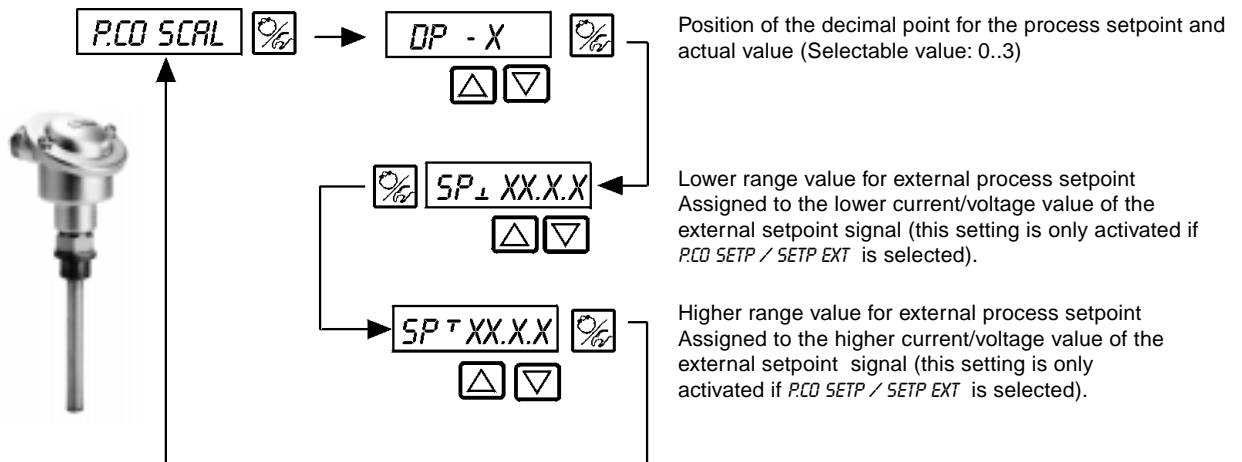 P.CO SCAL
DP - X
Position of the decimal point for the process setpoint and
actual value (Selectable value: 0..3)
SP⊥ XX.X.X
Lower range value for external process setpoint
Assigned to the lower current/voltage value of the
external setpoint signal (this setting is only activated if
P.CO SETP / SETP EXT is selected).
SP ᅮ XX.X.X
Higher range value for external process setpoint
Assigned to the higher current/voltage value of the
external setpoint signal (this setting is only
activated if P.CO SETP / SETP EXT is selected).